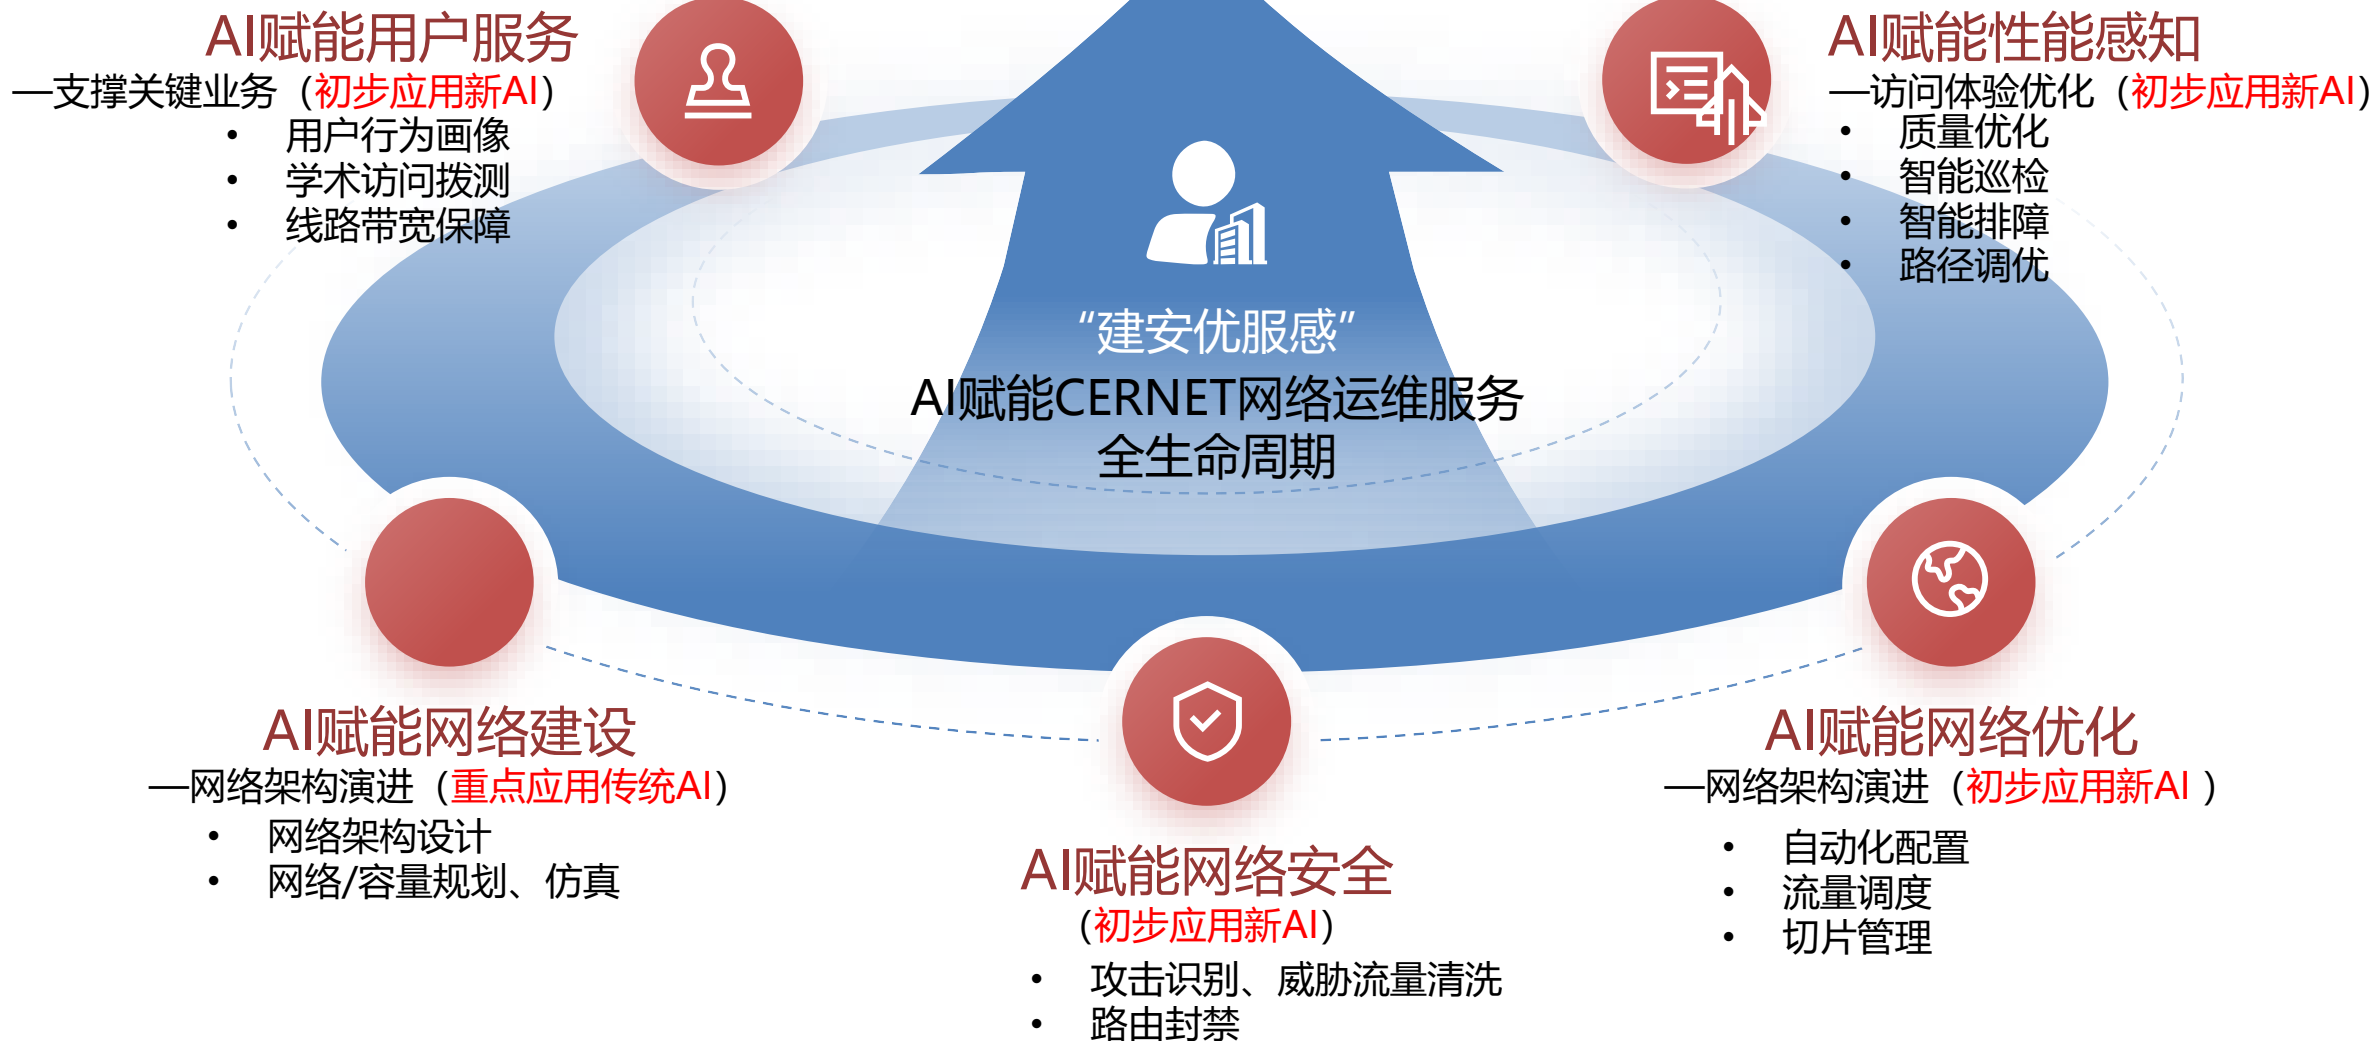 AI赋能用户服务
—支撑关键业务（初步应用新AI）
• 用户行为画像
• 学术访问拨测
• 线路带宽保障
AI赋能性能感知
—访问体验优化（初步应用新AI）
• 质量优化
• 智能巡检
• 智能排障
• 路径调优
“建安优服感”
AI赋能CERNET网络运维服务
全生命周期
AI赋能网络建设
—网络架构演进（重点应用传统AI）
• 网络架构设计
• 网络/容量规划、仿真
AI赋能网络安全
（初步应用新AI）
• 攻击识别、威胁流量清洗
• 路由封禁
AI赋能网络优化
—网络架构演进（初步应用新AI ）
• 自动化配置
• 流量调度
• 切片管理